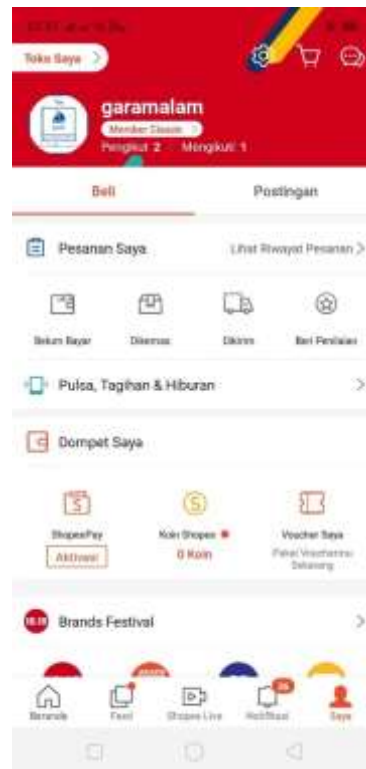 Toko Saya >
garamalam
Member Classic >
Pengikut 2 Mengikuti 1
Beli Postingan
Pesanan Saya Lihat Riwayat Pesanan >
Belum Bayar Dikemas Dikirim Beri Penilaian
Pulsa, Tagihan & Hiburan >
Dompet Saya
ShopeePay Koin Shopee Voucher Saya
Aktivasi 0 Koin Pakai Vouchermu
Sekarang
10.10 Brands Festival >
Beranda Feed Shopee Live Notifikasi Saya